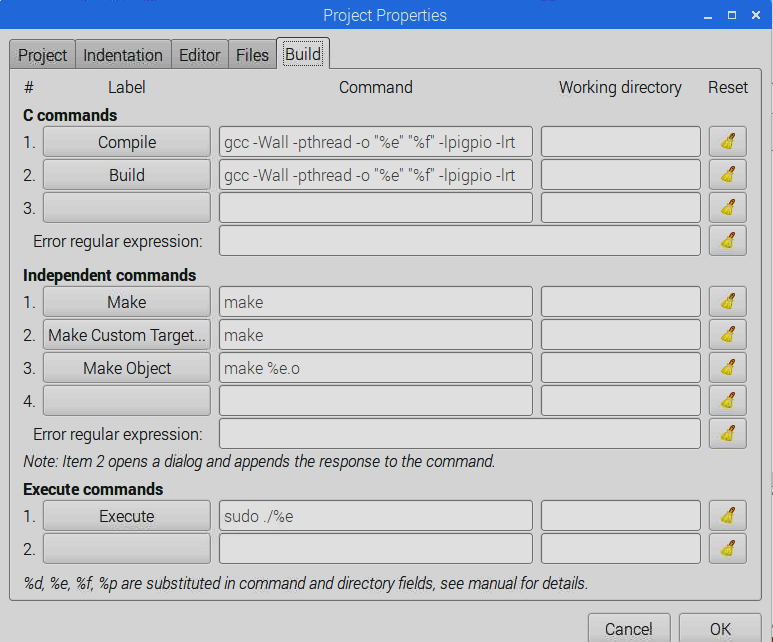 Project Properties
Project Indentation Editor Files Build
# Label Command Working directory Reset
C commands
1. Compile gcc -Wall -pthread -o "%e" "%f" -lpigpio -lrt
2. Build gcc -Wall -pthread -o "%e" "%f" -lpigpio -lrt
3.
Error regular expression:
Independent commands
1. Make make
2. Make Custom Target... make
3. Make Object make %e.o
4.
Error regular expression:
Note: Item 2 opens a dialog and appends the response to the command.
Execute commands
1. Execute sudo ./%e
2.
%d, %e, %f, %p are substituted in command and directory fields, see manual for details.
Cancel OK